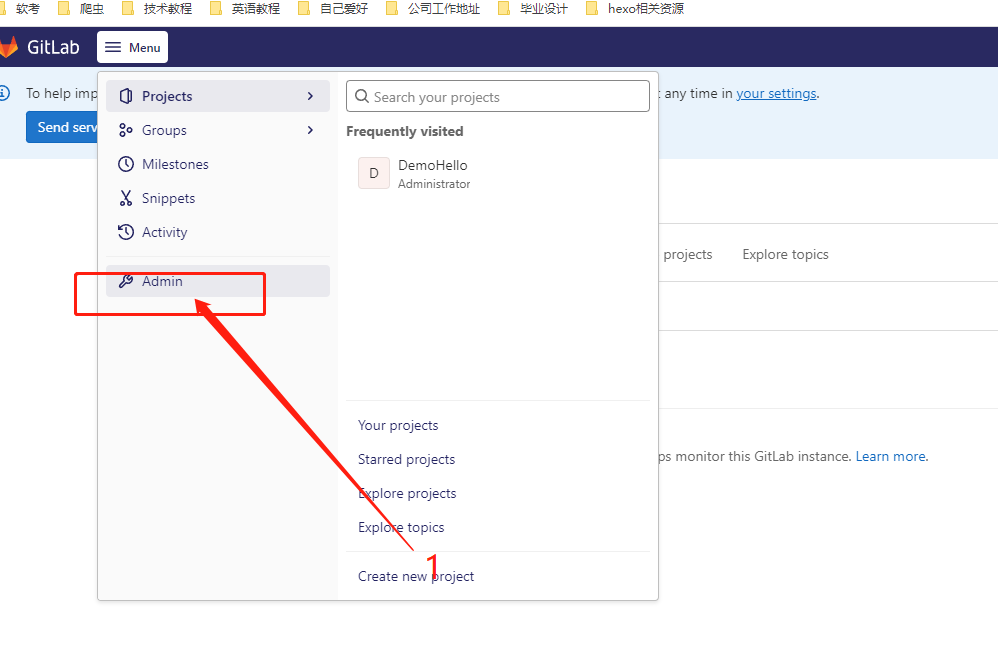 软考 爬虫 技术教程 英语教程 自己爱好 公司工作地址 毕业设计 hexo相关资源
GitLab Menu
To help imp
any time in your settings.
Send serv
Projects
Groups
Milestones
Snippets
Activity
Admin
Search your projects
Frequently visited
D DemoHello
Administrator
Your projects
Starred projects
Explore projects
Explore topics
Create new project
1
projects Explore topics
ps monitor this GitLab instance. Learn more.